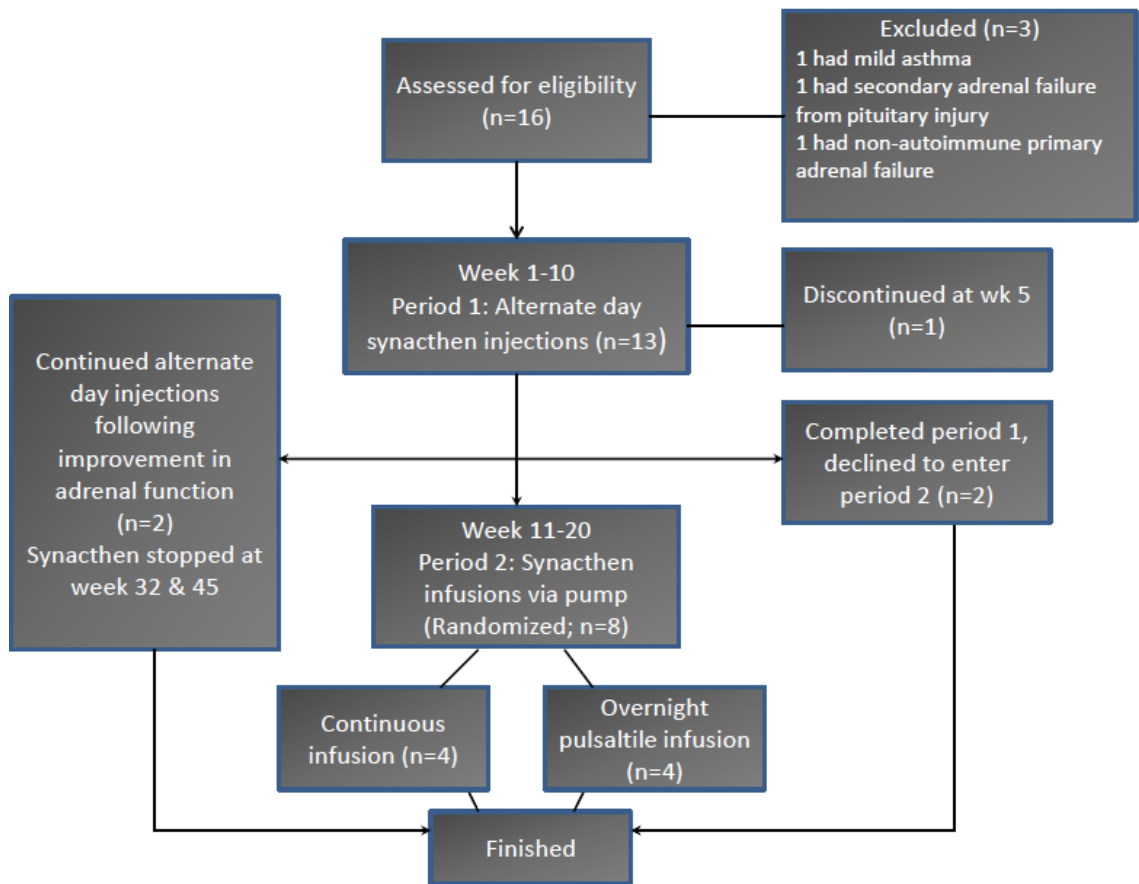 Assessed for eligibility
(n=16)
Excluded (n=3)
1 had mild asthma
1 had secondary adrenal failure
from pituitary injury
1 had non-autoimmune primary
adrenal failure
Week 1-10
Period 1: Alternate day
synacthen injections (n=13)
Discontinued at wk 5
(n=1)
Continued alternate
day injections
following
improvement in
adrenal function
(n=2)
Synacthen stopped at
week 32 & 45
Completed period 1,
declined to enter
period 2 (n=2)
Week 11-20
Period 2: Synacthen
infusions via pump
(Randomized; n=8)
Continuous
infusion (n=4)
Overnight
pulsaltile infusion
(n=4)
Finished